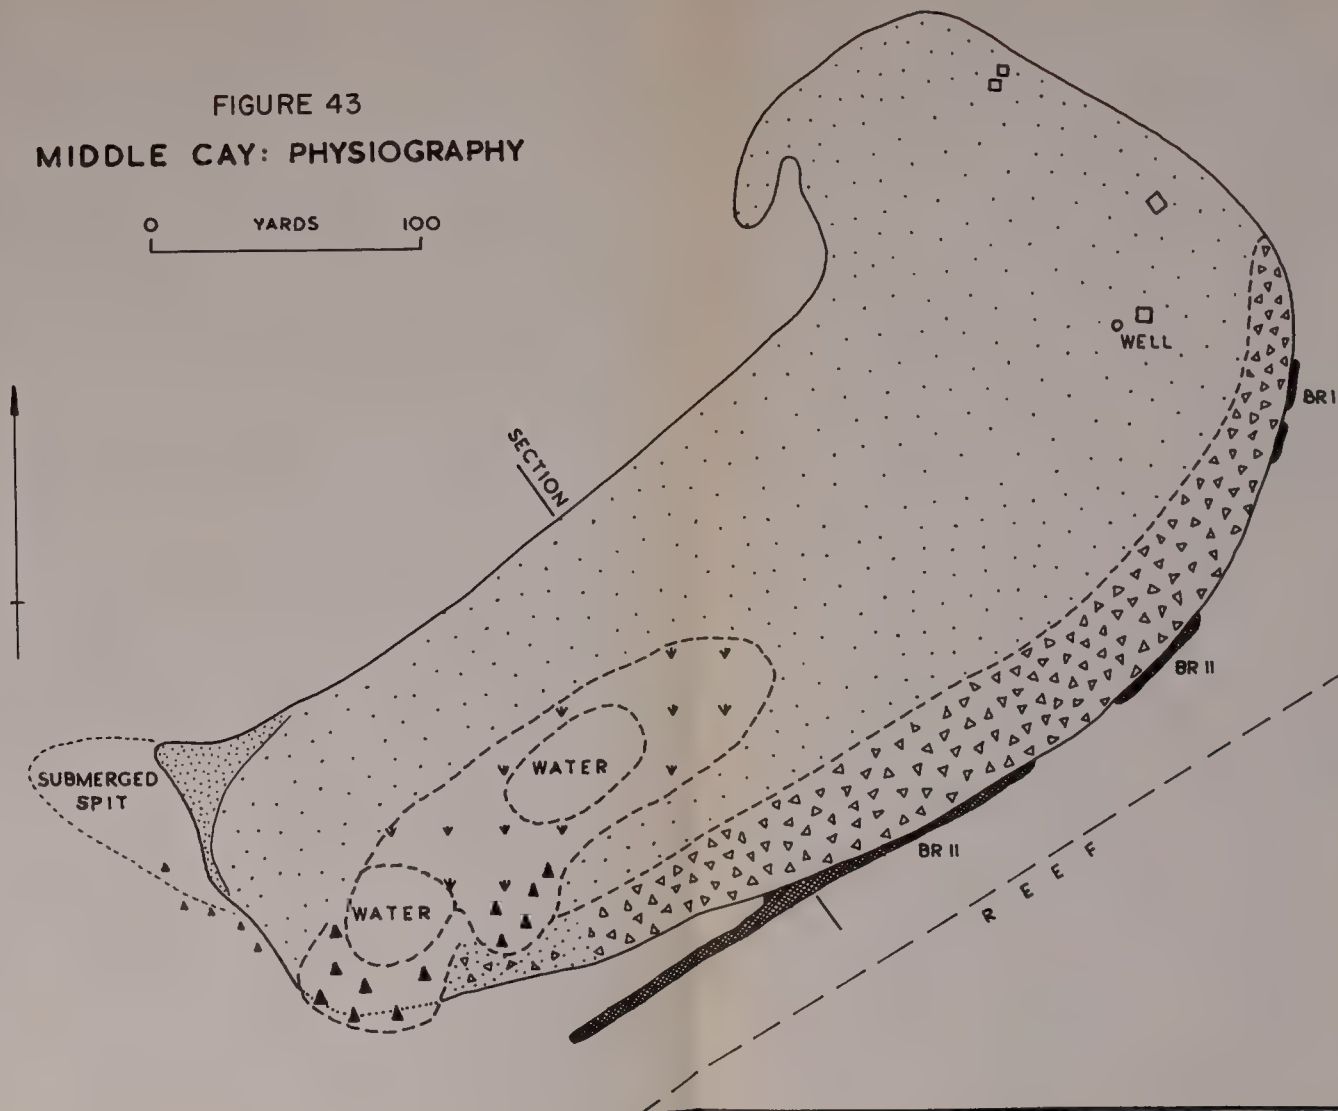 FIGURE 43
MIDDLE CAY: PHYSIOGRAPHY
0 YARDS 100
WELL
BR I
SECTION
BR II
WATER
SUBMERGED
SPIT
BR II
WATER
REEF